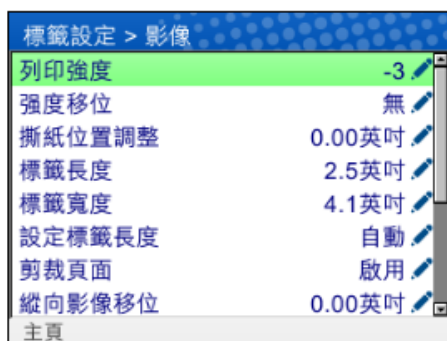 標籤設定 > 影像
列印強度 -3
强度移位 無
撕紙位置調整 0.00英吋
標籤長度 2.5英吋
標籤寬度 4.1英吋
設定標籤長度 自動
剪裁頁面 啟用
縱向影像移位 0.00英吋
主頁